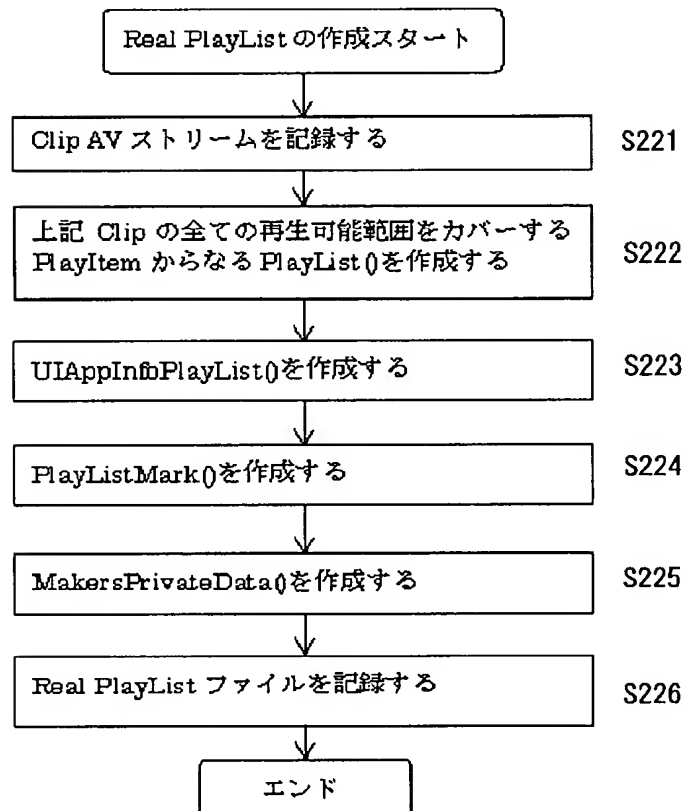 Real PlayListの作成スタート
Clip AV ストリームを記録する
S221
上記 Clip の全ての再生可能範囲をカバーする
PlayItem からなる PlayList()を作成する
S222
UIAppInfoPlayList()を作成する
S223
PlayListMark()を作成する
S224
MakersPrivateData()を作成する
S225
Real PlayList ファイルを記録する
S226
エンド